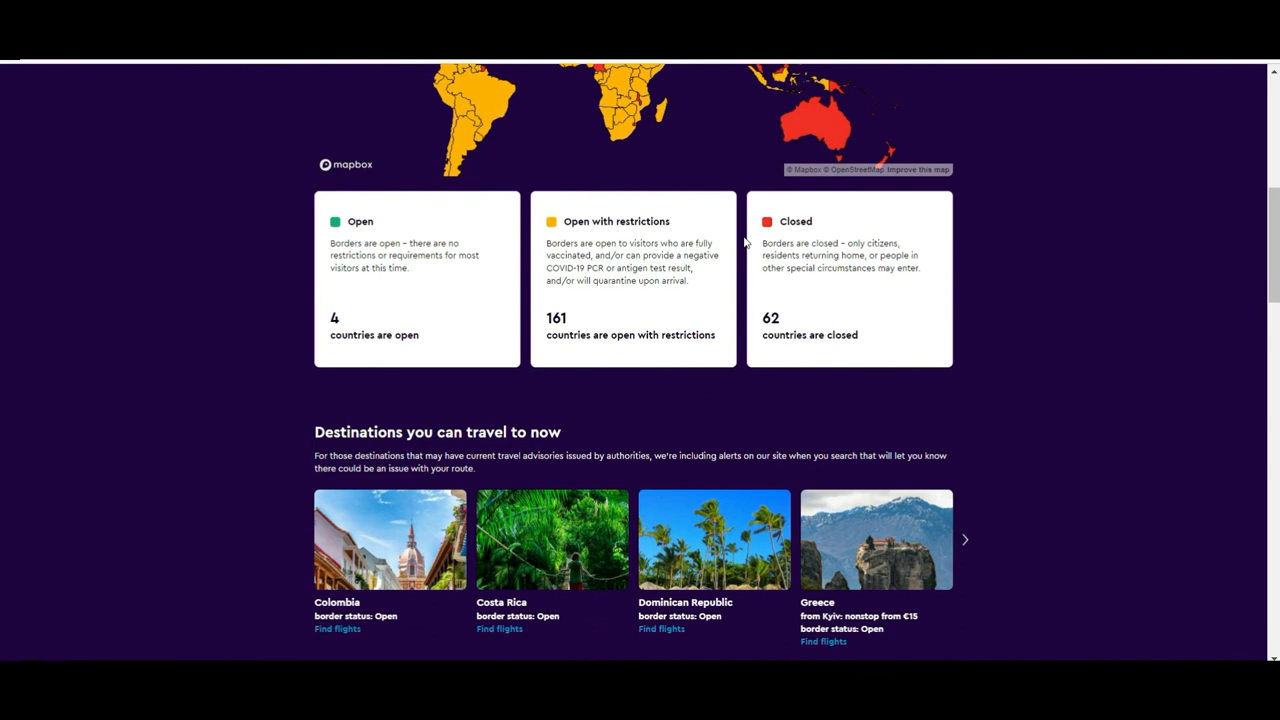 mapbox
© Mapbox © OpenStreetMap Improve this map
Open
Borders are open – there are no
restrictions or requirements for most
visitors at this time.
4
countries are open
Open with restrictions
Borders are open to visitors who are fully
vaccinated, and/or can provide a negative
COVID-19 PCR or antigen test result,
and/or will quarantine upon arrival.
161
countries are open with restrictions
Closed
Borders are closed – only citizens,
residents returning home, or people in
other special circumstances may enter.
62
countries are closed
Destinations you can travel to now
For those destinations that may have current travel advisories issued by authorities, we're including alerts on our site when you search that will let you know
there could be an issue with your route.
Colombia
border status: Open
Find flights
Costa Rica
border status: Open
Find flights
Dominican Republic
border status: Open
Find flights
Greece
from Kyiv: nonstop from €15
border status: Open
Find flights